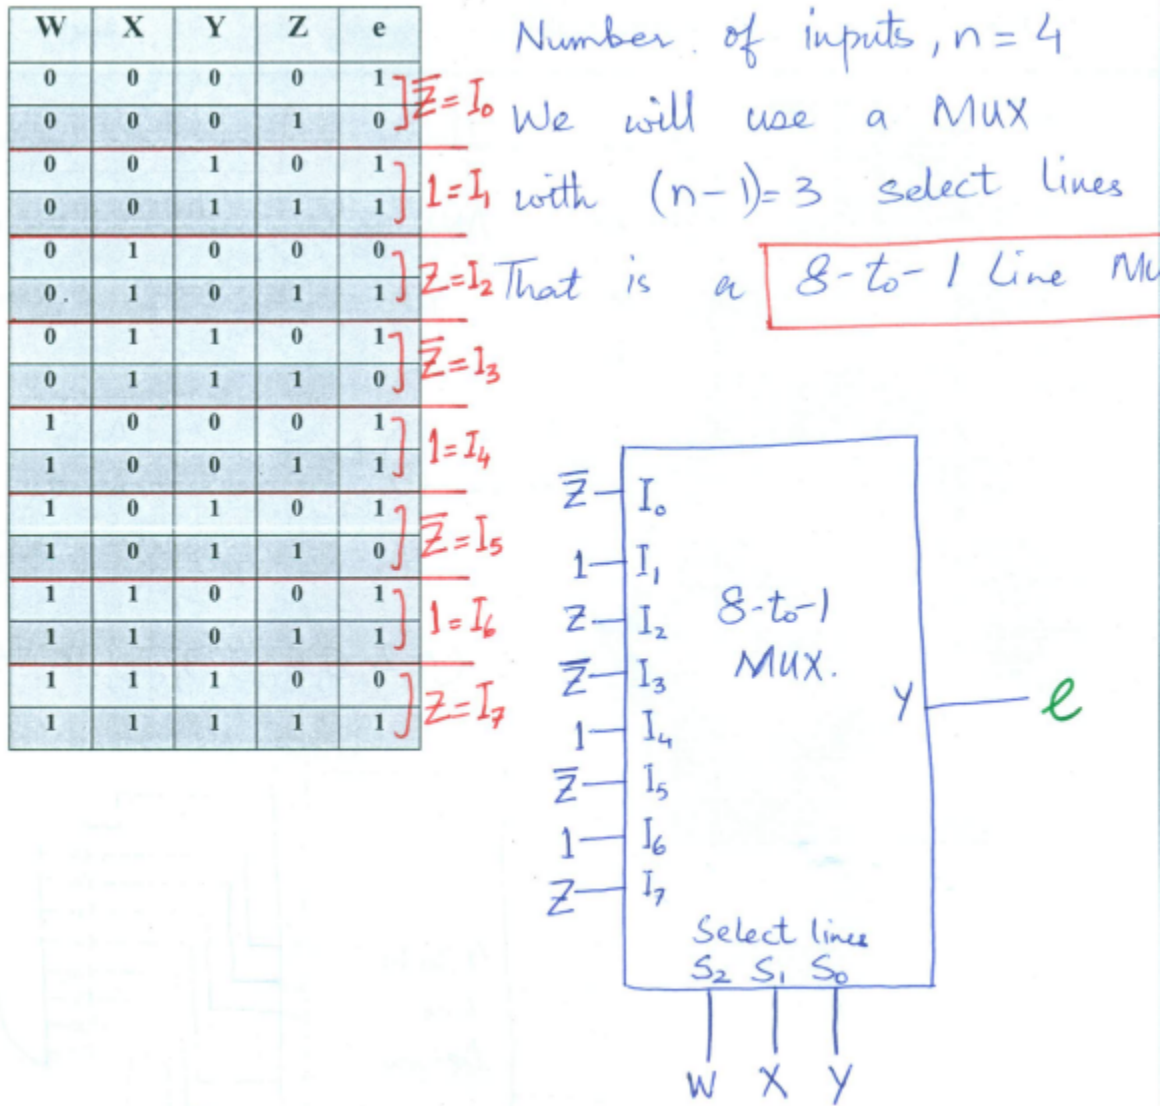 W X Y Z e
0 0 0 0 1
0 0 0 1 0
Z̅ = I₀
0 0 1 0 1
0 0 1 1 1
1 = I₁
0 1 0 0 0
0. 1 0 1 1
Z = I₂
0 1 1 0 1
0 1 1 1 0
Z̅ = I₃
1 0 0 0 1
1 0 0 1 1
1 = I₄
1 0 1 0 1
1 0 1 1 0
Z̅ = I₅
1 1 0 0 1
1 1 0 1 1
1 = I₆
1 1 1 0 0
1 1 1 1 1
Z = I₇
Number of inputs, n = 4
We will use a MUX
with (n-1)=3 select lines
That is a 8-to-1 Line Mu
Z̅ I₀
1 I₁
Z I₂
Z̅ I₃
1 I₄
Z̅ I₅
1 I₆
Z I₇
8-to-1
MUX.
Y e
Select lines
S₂ S₁ S₀
W X Y